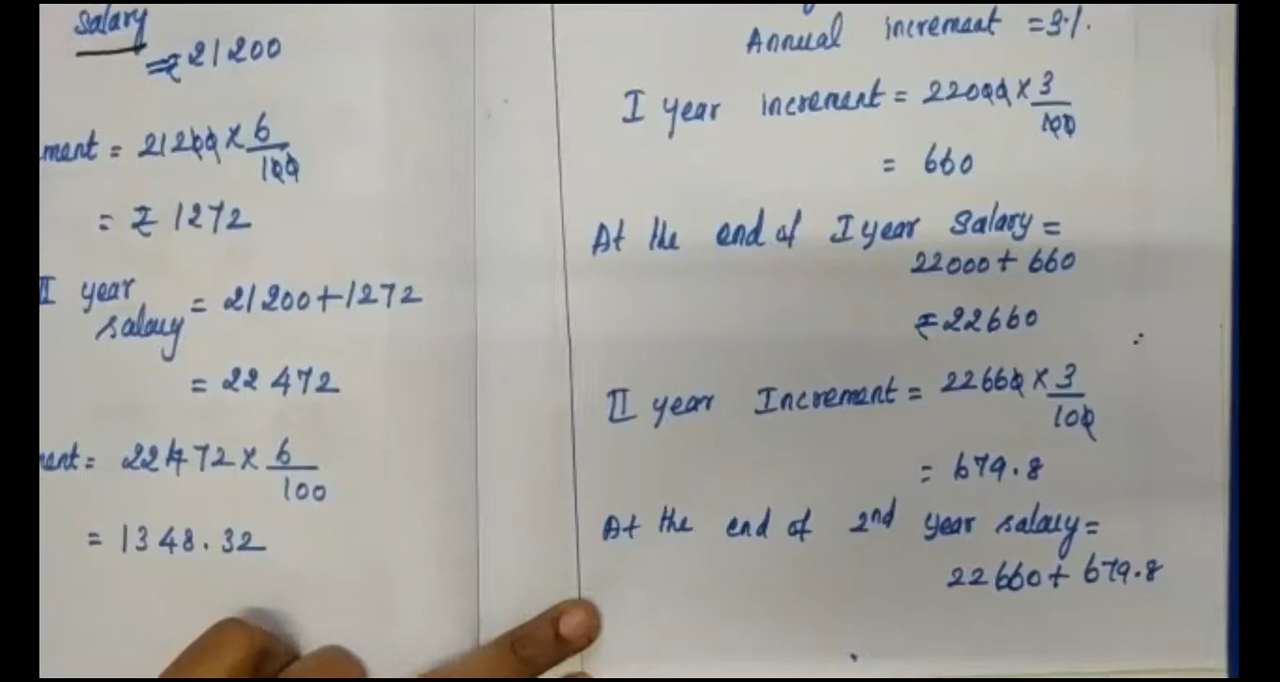 salary
= ₹ 21200
ment = 21200 × 6/100
= ₹ 1272
II year salary = 21200 + 1272
= 22472
ment = 22472 × 6/100
= 1348.32
Annual increment = 3%.
I year increment = 22000 × 3/100
= 660
At the end of I year Salary =
22000 + 660
₹ 22660
II year Increment = 22660 × 3/100
= 679.8
At the end of 2nd year salary =
22660 + 679.8